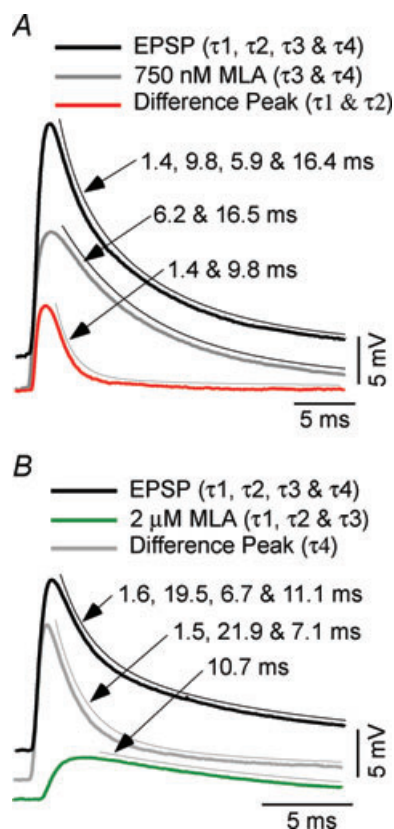 A
EPSP (τ1, τ2, τ3 & τ4)
750 nM MLA (τ3 & τ4)
Difference Peak (τ1 & τ2)
1.4, 9.8, 5.9 & 16.4 ms
6.2 & 16.5 ms
1.4 & 9.8 ms
5 mV
5 ms
B
EPSP (τ1, τ2, τ3 & τ4)
2 μM MLA (τ1, τ2 & τ3)
Difference Peak (τ4)
1.6, 19.5, 6.7 & 11.1 ms
1.5, 21.9 & 7.1 ms
10.7 ms
5 mV
5 ms